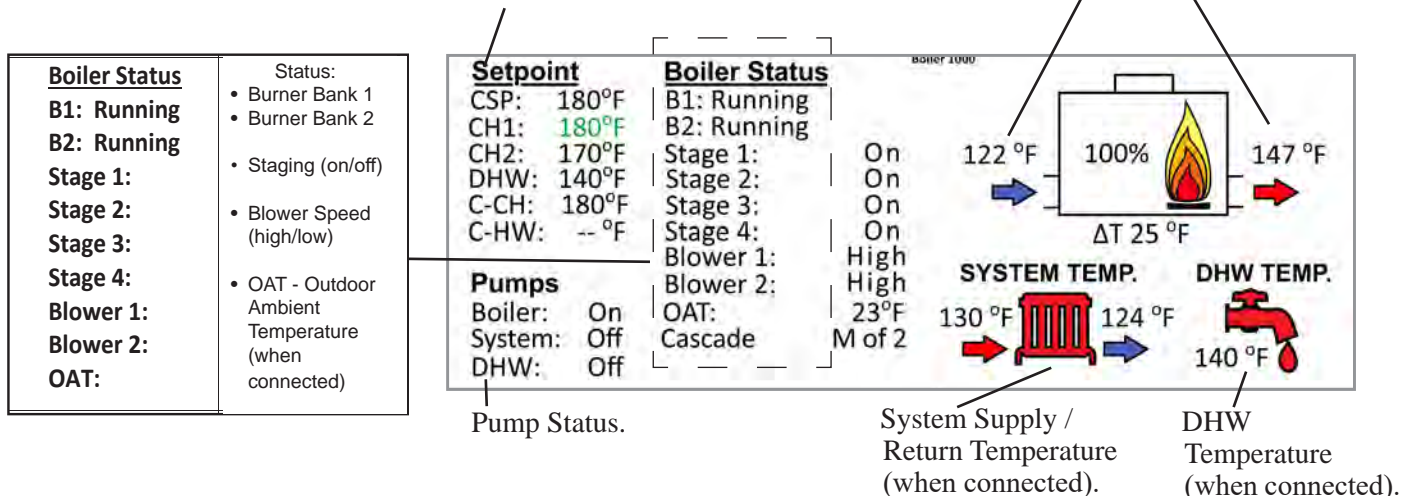 Boiler Status
B1: Running
B2: Running
Stage 1:
Stage 2:
Stage 3:
Stage 4:
Blower 1:
Blower 2:
OAT:
Status:
• Burner Bank 1
• Burner Bank 2
• Staging (on/off)
• Blower Speed
(high/low)
• OAT - Outdoor
Ambient
Temperature
(when
connected)
Setpoint
CSP: 180°F
CH1: 180°F
CH2: 170°F
DHW: 140°F
C-CH: 180°F
C-HW: -- °F
Pumps
Boiler: On
System: Off
DHW: Off
Boiler Status
B1: Running
B2: Running
Stage 1: On
Stage 2: On
Stage 3: On
Stage 4: On
Blower 1: High
Blower 2: High
OAT: 23°F
Cascade M of 2
Boiler 1000
122 °F
100%
147 °F
ΔT 25 °F
SYSTEM TEMP.
130 °F
124 °F
DHW TEMP.
140 °F
Pump Status.
System Supply /
Return Temperature
(when connected).
DHW
Temperature
(when connected).